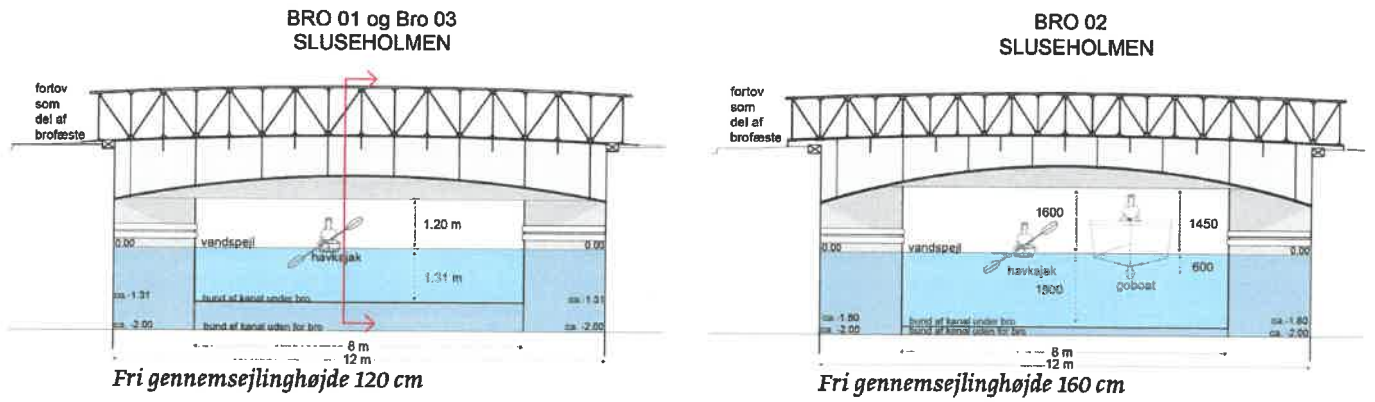 BRO 01 og Bro 03
SLUSEHOLMEN
fortov
som
del af
brofæste
1.20 m
0.00
vandspejl
0.00
havkajak
1.31 m
ca. -1.31
bund af kanal under bro
ca. -1.31
ca. -2.00
bund af kanal uden for bro
ca. -2.00
8 m
12 m
Fri gennemsejlinghøjde 120 cm
BRO 02
SLUSEHOLMEN
fortov
som
del af
brofæste
1600
1450
0.00
vandspejl
0.00
havkajak
600
goboat
1800
ca. -1.80
bund af kanal under bro
ca. -1.80
ca. -2.00
bund af kanal uden for bro
ca. -2.00
8 m
12 m
Fri gennemsejlinghøjde 160 cm